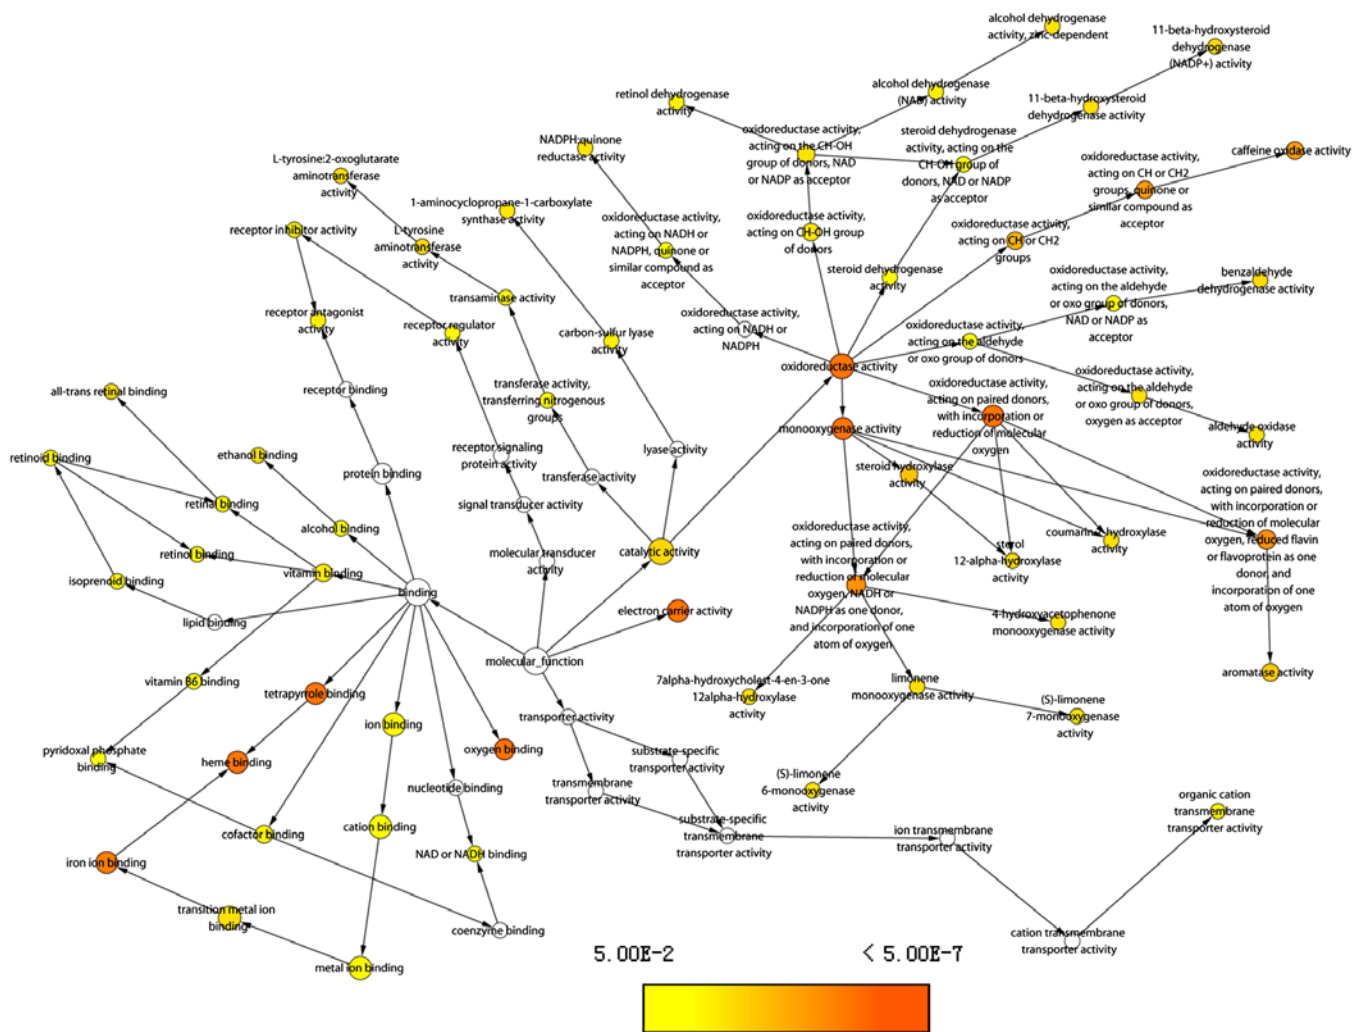 alcohol dehydrogenase
activity, zinc-dependent
11-beta-hydroxysteroid
dehydrogenase
(NADP+) activity
retinol dehydrogenase
activity
alcohol dehydrogenase
(NAD) activity
11-beta-hydroxysteroid
dehydrogenase activity
NADPH:quinone
reductase activity
oxidoreductase activity,
acting on the CH-OH
group of donors, NAD
or NADP as acceptor
steroid dehydrogenase
activity, acting on the
CH-OH group of
donors, NAD or NADP
as acceptor
caffeine oxidase activity
L-tyrosine:2-oxoglutarate
aminotransferase
activity
oxidoreductase activity,
acting on CH or CH2
groups, quinone or
similar compound as
acceptor
1-aminocyclopropane-1-carboxylate
synthase activity
receptor inhibitor activity
L-tyrosine
aminotransferase
activity
oxidoreductase activity,
acting on NADH or
NADPH, quinone or
similar compound as
acceptor
oxidoreductase activity,
acting on CH-OH group
of donors
oxidoreductase activity,
acting on CH or CH2
groups
steroid dehydrogenase
activity
oxidoreductase activity,
acting on the aldehyde
or oxo group of donors,
NAD or NADP as
acceptor
benzaldehyde
dehydrogenase activity
transaminase activity
receptor antagonist
activity
receptor regulator
activity
carbon-sulfur lyase
activity
oxidoreductase activity,
acting on NADH or
NADPH
oxidoreductase activity,
acting on the aldehyde
or oxo group of donors
oxidoreductase activity
all-trans retinal binding
receptor binding
transferase activity,
transferring nitrogenous
groups
oxidoreductase activity,
acting on paired donors,
with incorporation or
reduction of molecular
oxygen
oxidoreductase activity,
acting on the aldehyde
or oxo group of donors,
oxygen as acceptor
monooxygenase activity
aldehyde oxidase
activity
retinoid binding
ethanol binding
protein binding
receptor signaling
protein activity
lyase activity
transferase activity
steroid hydroxylase
activity
oxidoreductase activity,
acting on paired donors,
with incorporation or
reduction of molecular
oxygen, reduced flavin
or flavoprotein as one
donor, and
incorporation of one
atom of oxygen
retinal binding
signal transducer activity
alcohol binding
retinol binding
molecular transducer
activity
catalytic activity
oxidoreductase activity,
acting on paired donors,
with incorporation or
reduction of molecular
oxygen, NADH or
NADPH as one donor,
and incorporation of one
atom of oxygen
sterol
12-alpha-hydroxylase
activity
coumarin hydroxylase
activity
isoprenoid binding
vitamin binding
binding
lipid binding
electron carrier activity
4-hydroxyacetophenone
monooxygenase activity
molecular_function
aromatase activity
vitamin B6 binding
tetrapyrrole binding
7alpha-hydroxycholest-4-en-3-one
12alpha-hydroxylase
activity
limonene
monooxygenase activity
(S)-limonene
7-monooxygenase
activity
ion binding
transporter activity
pyridoxal phosphate
binding
heme binding
oxygen binding
substrate-specific
transporter activity
nucleotide binding
transmembrane
transporter activity
(S)-limonene
6-monooxygenase
activity
organic cation
transmembrane
transporter activity
cofactor binding
cation binding
substrate-specific
transmembrane
transporter activity
ion transmembrane
transporter activity
iron ion binding
NAD or NADH binding
transition metal ion
binding
coenzyme binding
cation transmembrane
transporter activity
metal ion binding
5.00E-2
< 5.00E-7